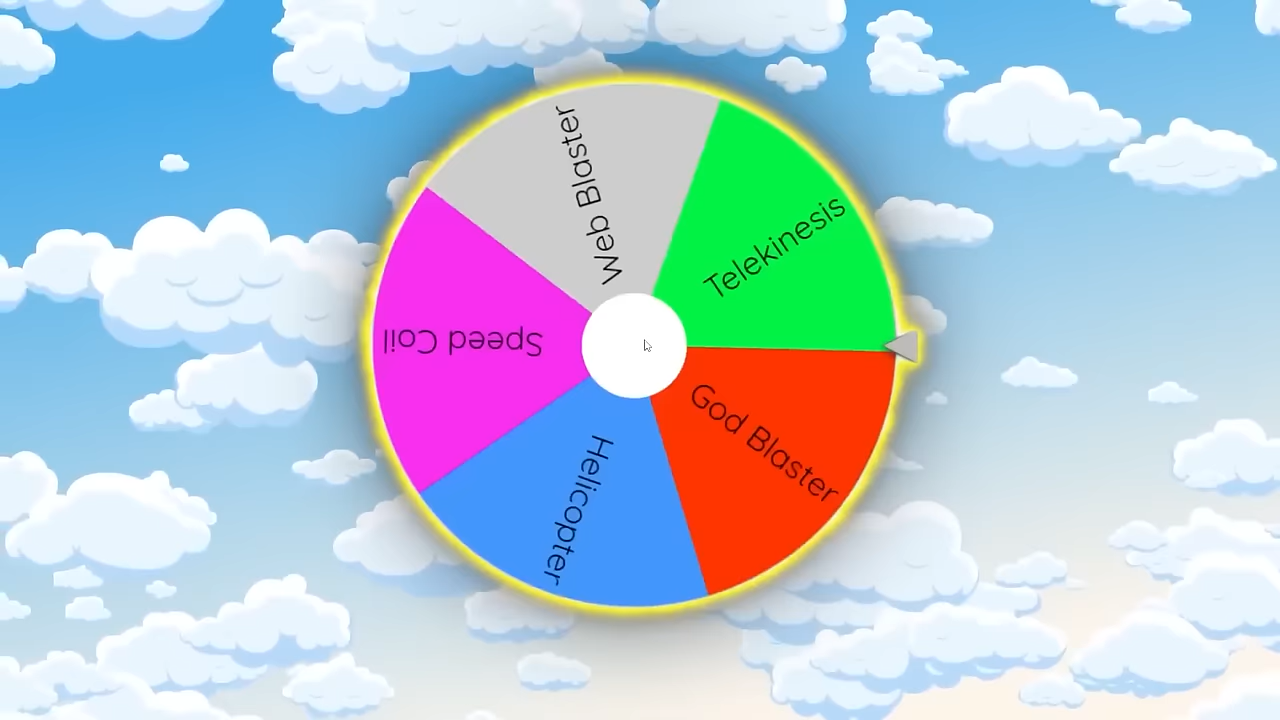 Web Blaster
Telekinesis
Speed Coil
God Blaster
Helicopter